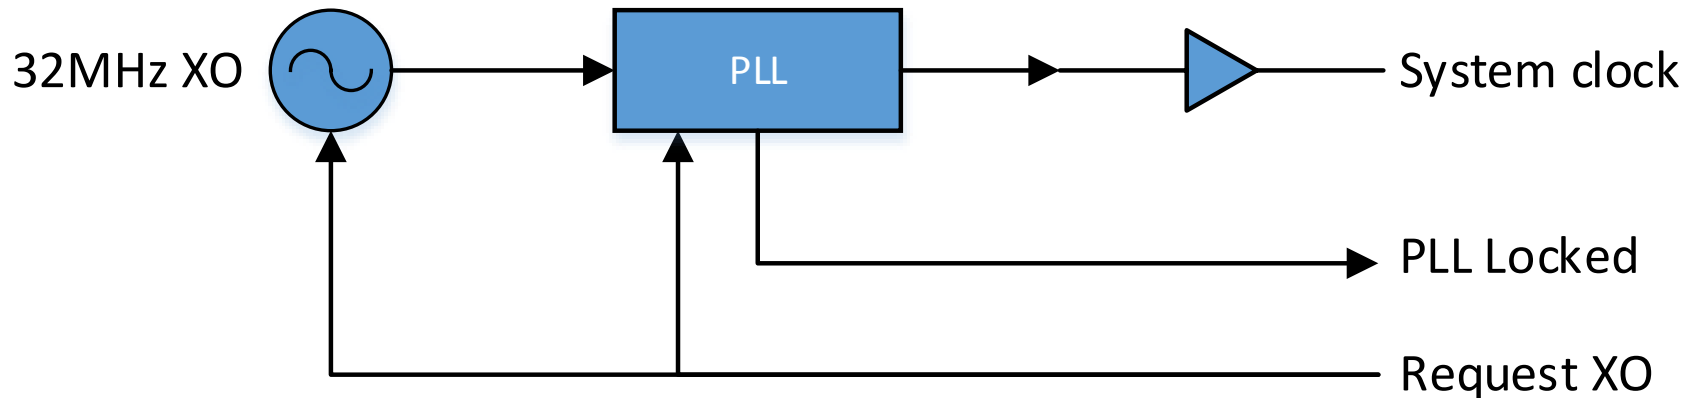 32MHz XO
PLL
System clock
PLL Locked
Request XO